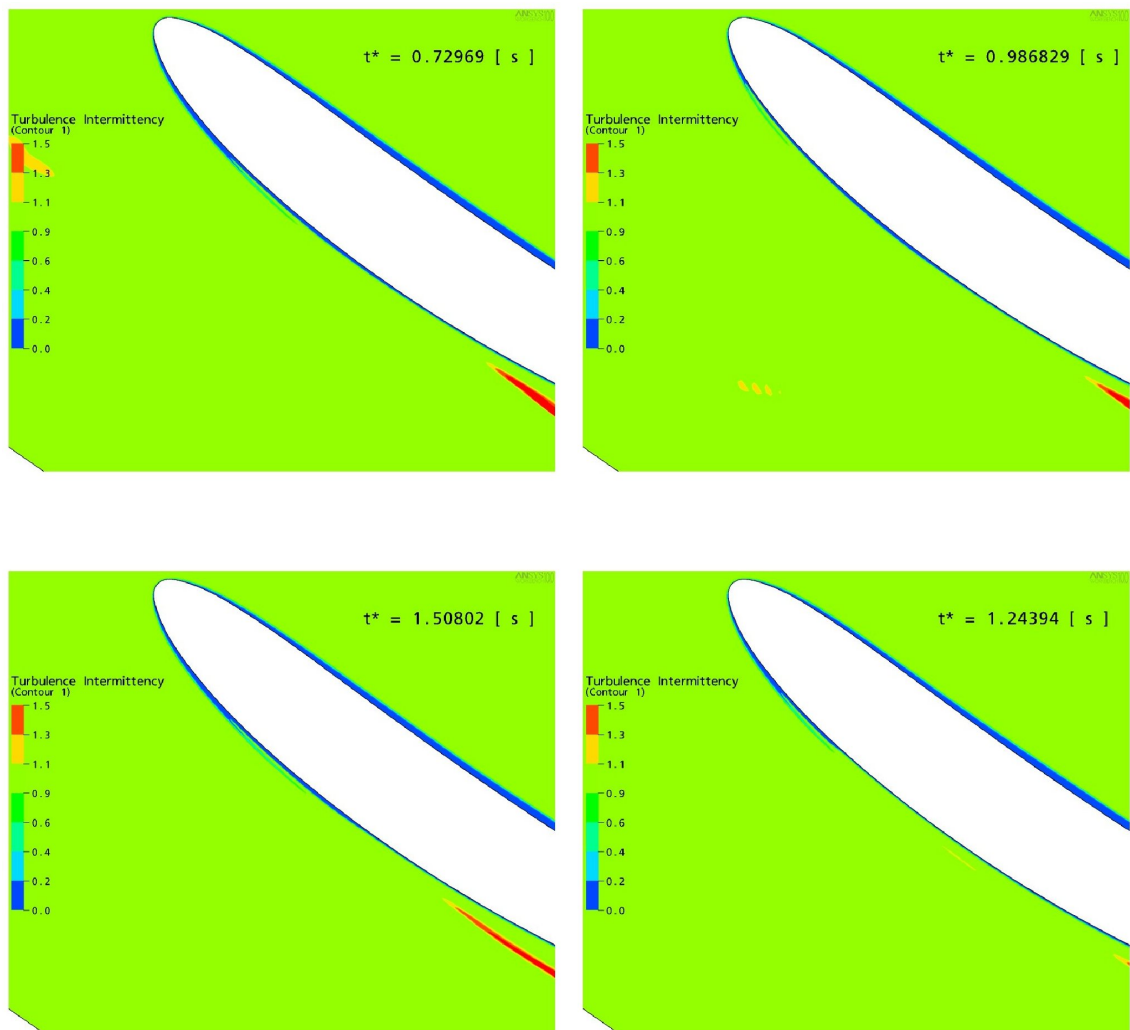 ANSYS
t* = 0.72969 [ s ]
Turbulence Intermittency
(Contour 1)
1.5
1.3
1.1
0.9
0.6
0.4
0.2
0.0
ANSYS
t* = 0.986829 [ s ]
Turbulence Intermittency
(Contour 1)
1.5
1.3
1.1
0.9
0.6
0.4
0.2
0.0
ANSYS
t* = 1.50802 [ s ]
Turbulence Intermittency
(Contour 1)
1.5
1.3
1.1
0.9
0.6
0.4
0.2
0.0
ANSYS
t* = 1.24394 [ s ]
Turbulence Intermittency
(Contour 1)
1.5
1.3
1.1
0.9
0.6
0.4
0.2
0.0